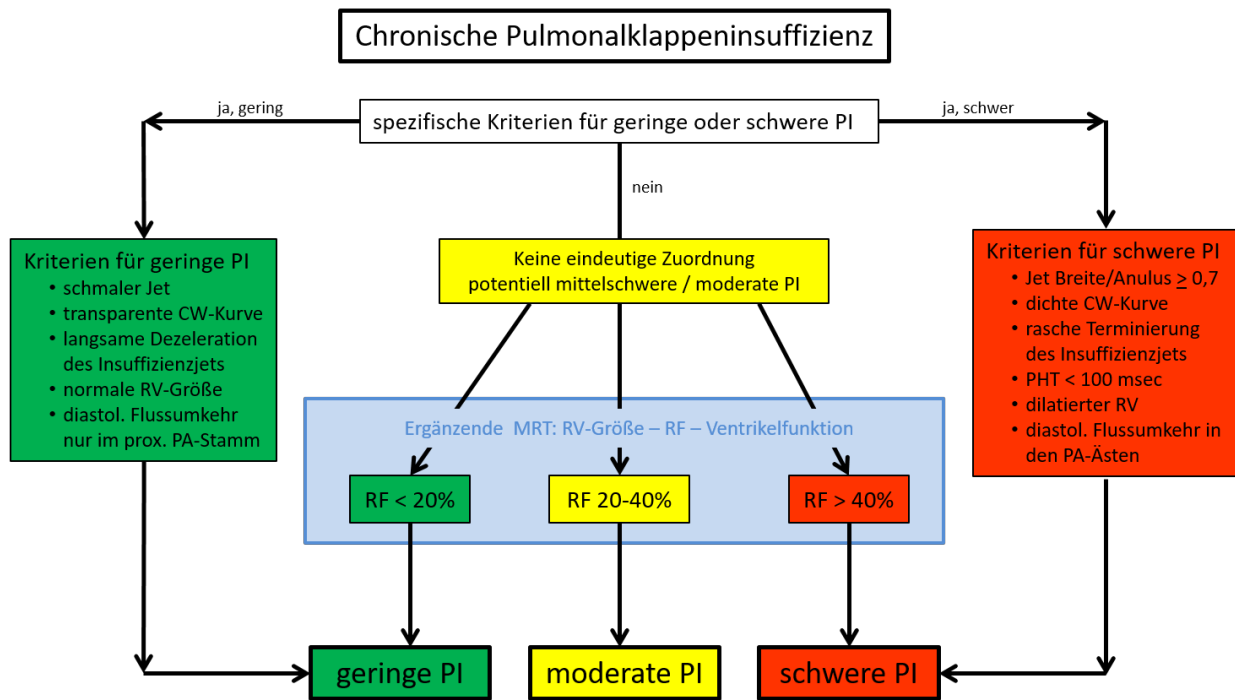 Chronische Pulmonalklappeninsuffizienz
ja, gering
spezifische Kriterien für geringe oder schwere PI
ja, schwer
nein
Kriterien für geringe PI
• schmaler Jet
• transparente CW-Kurve
• langsame Dezeleration
des Insuffizienzjets
• normale RV-Größe
• diastol. Flussumkehr
nur im prox. PA-Stamm
Keine eindeutige Zuordnung
potentiell mittelschwere / moderate PI
Kriterien für schwere PI
• Jet Breite/Anulus ≥ 0,7
• dichte CW-Kurve
• rasche Terminierung
des Insuffizienzjets
• PHT < 100 msec
• dilatierter RV
• diastol. Flussumkehr in
den PA-Ästen
Ergänzende MRT: RV-Größe – RF – Ventrikelfunktion
RF < 20%
RF 20-40%
RF > 40%
geringe PI
moderate PI
schwere PI